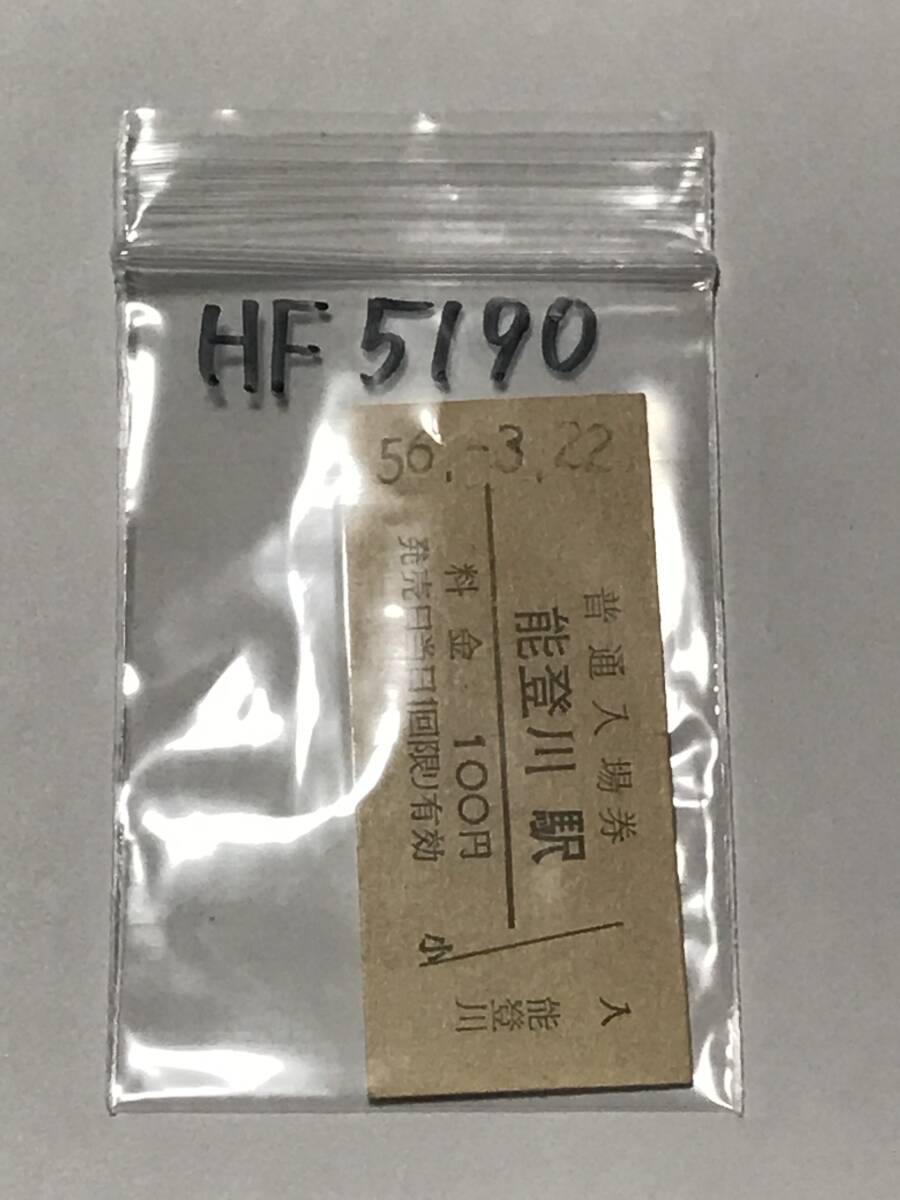 HF 5190
56.-3.22
普通入場券
能登川駅
料金 100円
発売日当日1回限り有効
小
入
能登川